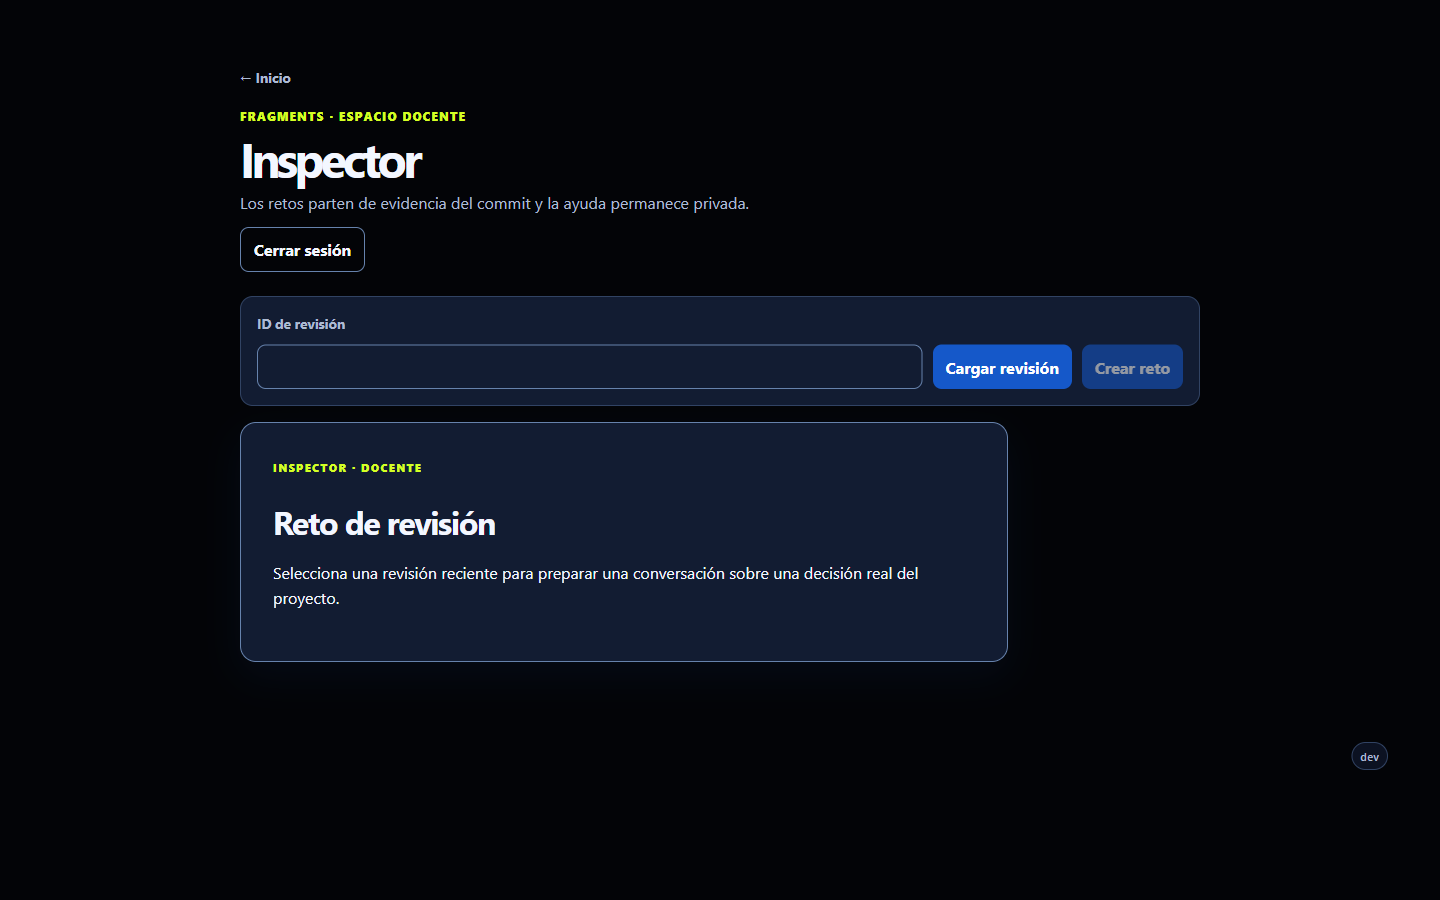 ← Inicio
FRAGMENTS · ESPACIO DOCENTE
Inspector
Los retos parten de evidencia del commit y la ayuda permanece privada.
Cerrar sesión
ID de revisión
Cargar revisión
Crear reto
INSPECTOR · DOCENTE
Reto de revisión
Selecciona una revisión reciente para preparar una conversación sobre una decisión real del
proyecto.
dev